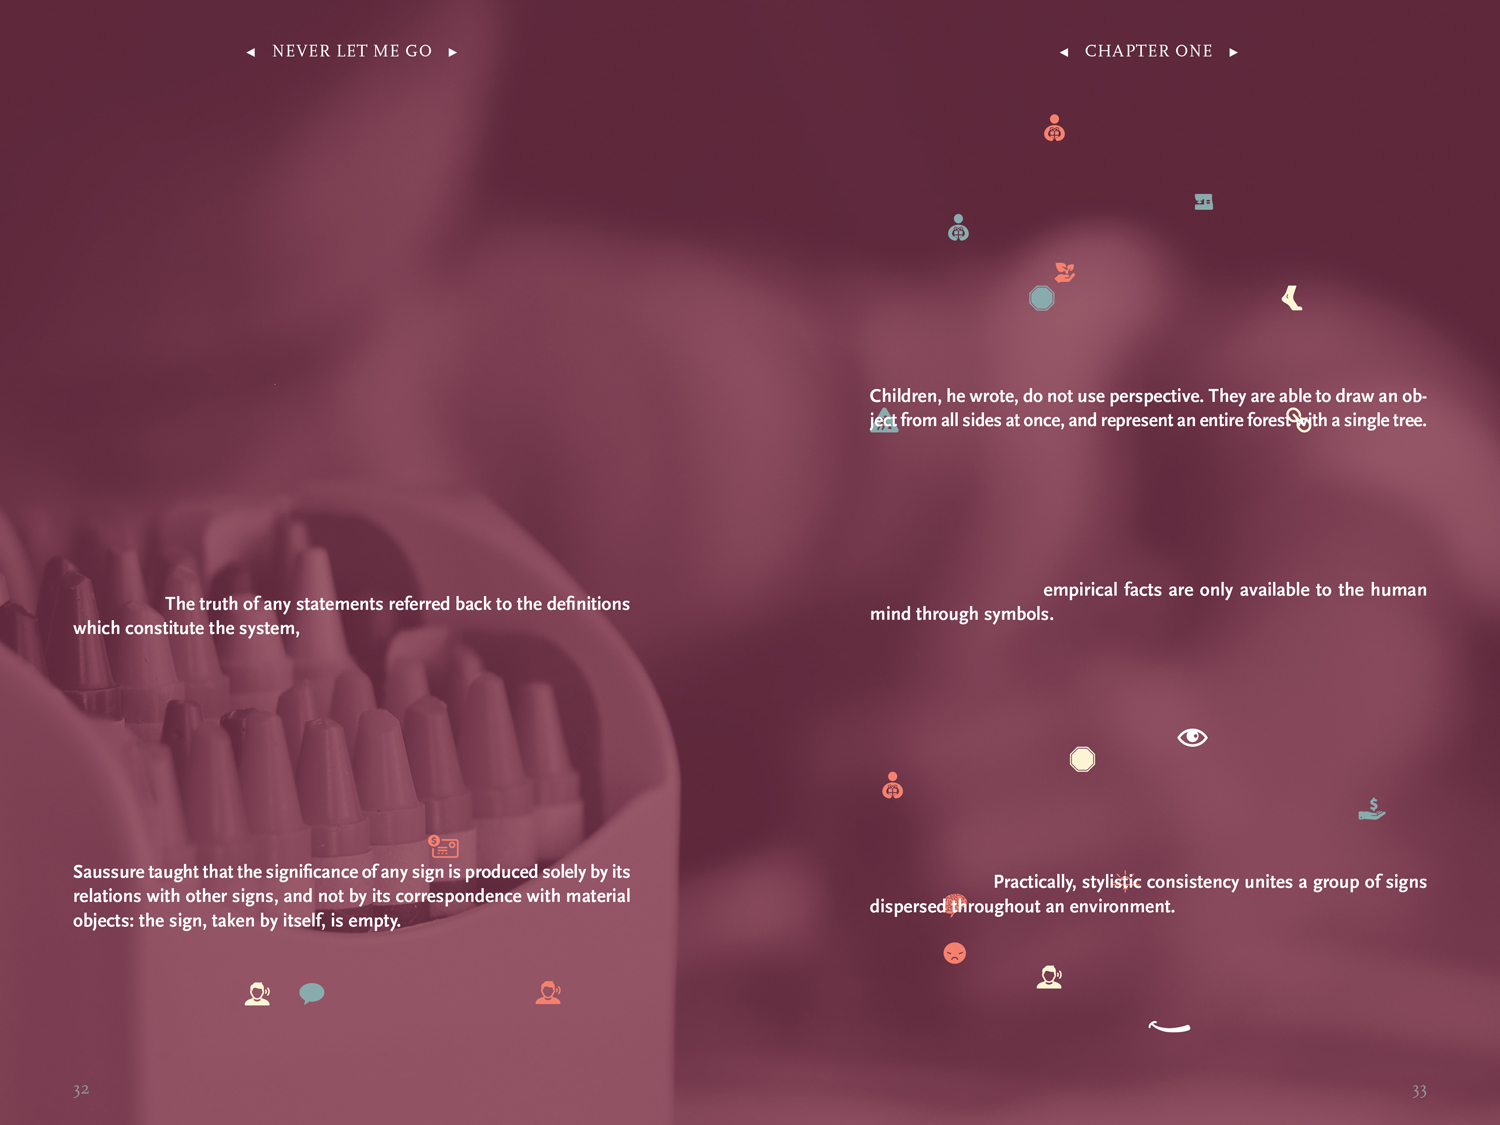 ◄ NEVER LET ME GO ►
The truth of any statements referred back to the definitions
which constitute the system,
Saussure taught that the significance of any sign is produced solely by its
relations with other signs, and not by its correspondence with material
objects: the sign, taken by itself, is empty.
32
◄ CHAPTER ONE ►
Children, he wrote, do not use perspective. They are able to draw an ob-
ject from all sides at once, and represent an entire forest with a single tree.
empirical facts are only available to the human
mind through symbols.
Practically, stylistic consistency unites a group of signs
dispersed throughout an environment.
33